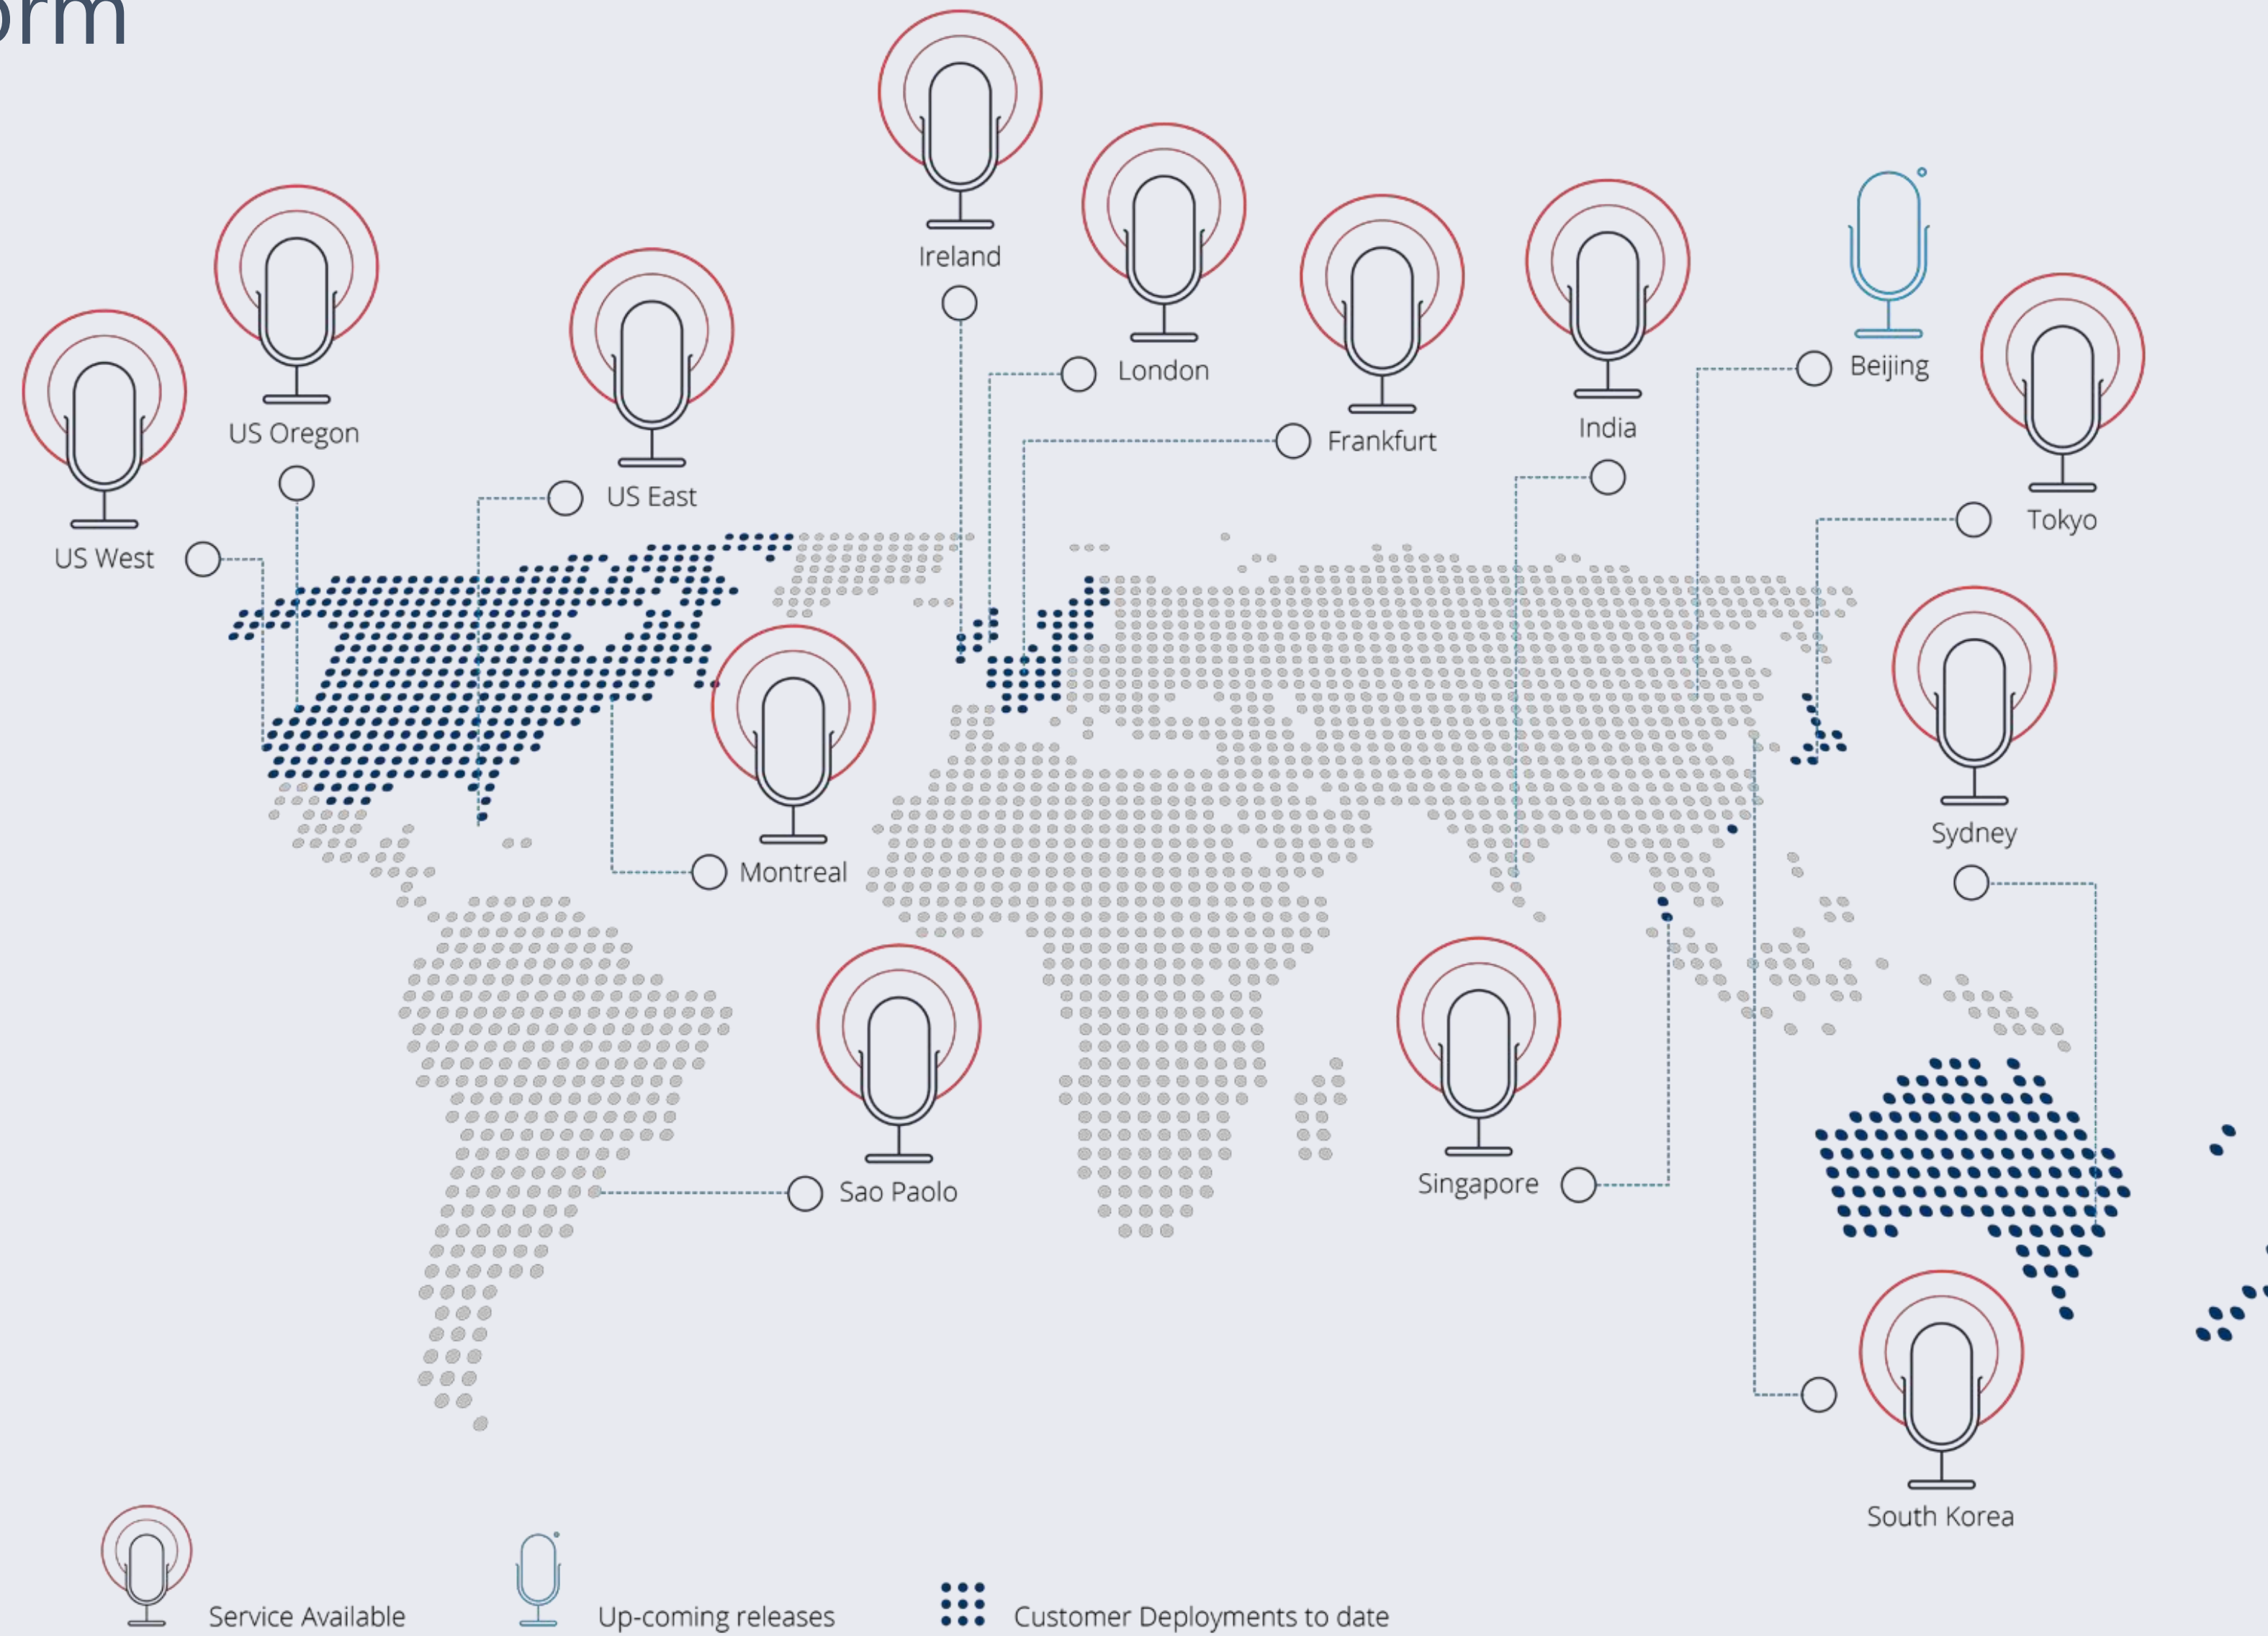 orm
Ireland
London
US Oregon
Frankfurt
India
Beijing
US East
Tokyo
US West
Sydney
Montreal
Sao Paolo
Singapore
South Korea
Service Available
Up-coming releases
Customer Deployments to date